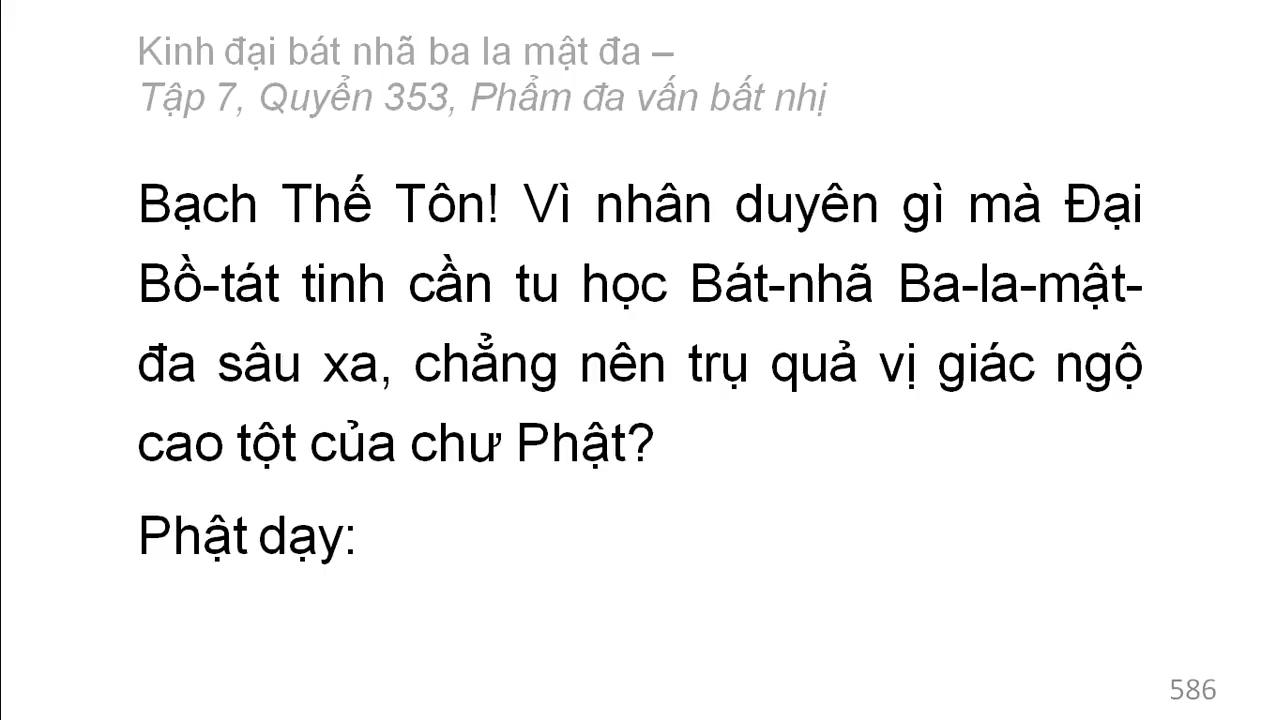 Kinh đại bát nhã ba la mật đa –
Tập 7, Quyển 353, Phẩm đa vấn bất nhị
Bạch Thế Tôn! Vì nhân duyên gì mà Đại
Bồ-tát tinh cần tu học Bát-nhã Ba-la-mật-
đa sâu xa, chẳng nên trụ quả vị giác ngộ
cao tột của chư Phật?
Phật dạy:
586